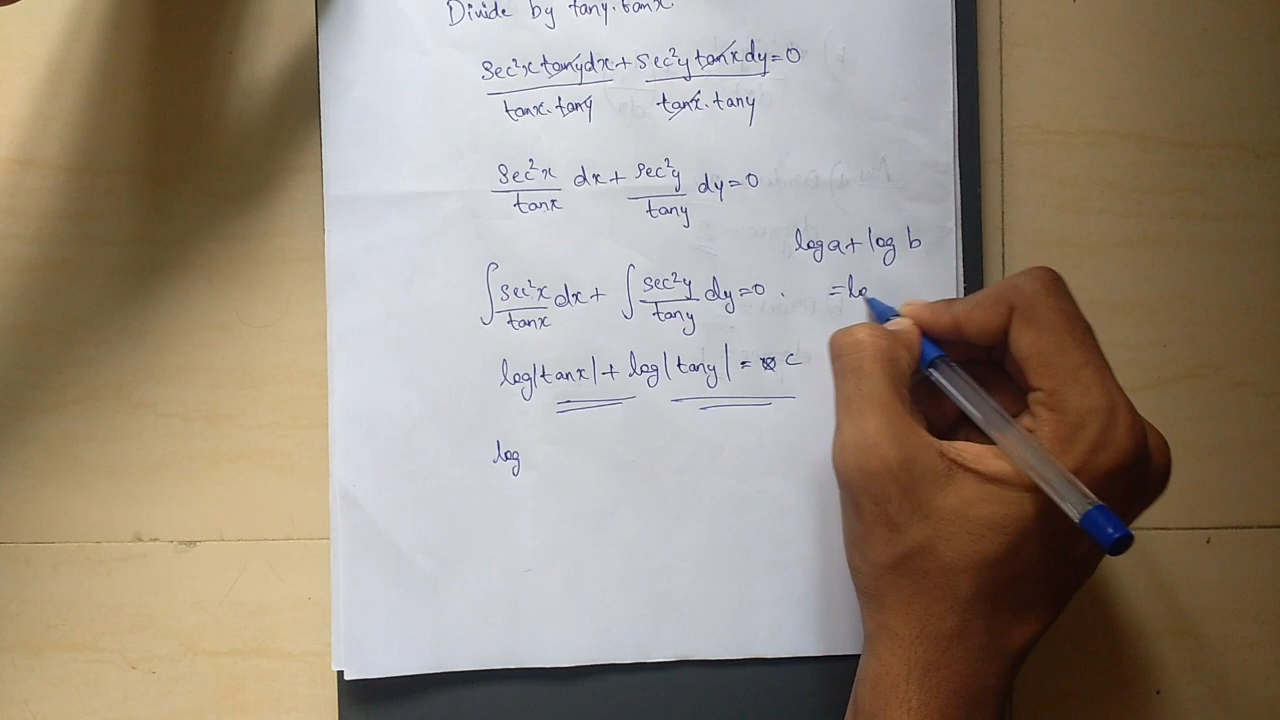 Divide by tany.tanx.
sec²x tany dx + sec²y tanx dy = 0
tanx.tany tanx.tany
sec²x dx + sec²y dy = 0
tanx tany
log a + log b
∫ sec²x dx + ∫ sec²y dy = 0 . = lo
tanx tany
log|tanx| + log|tany| = c
log